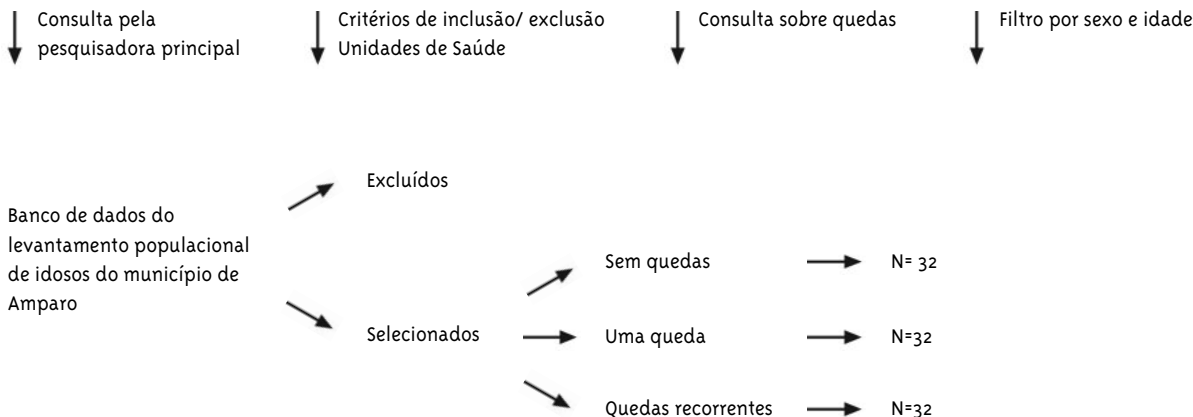 Consulta pela
pesquisadora principal
Critérios de inclusão/ exclusão
Unidades de Saúde
Consulta sobre quedas
Filtro por sexo e idade
Excluídos
Banco de dados do
levantamento populacional
de idosos do município de
Amparo
Selecionados
Sem quedas
N= 32
Uma queda
N=32
Quedas recorrentes
N=32